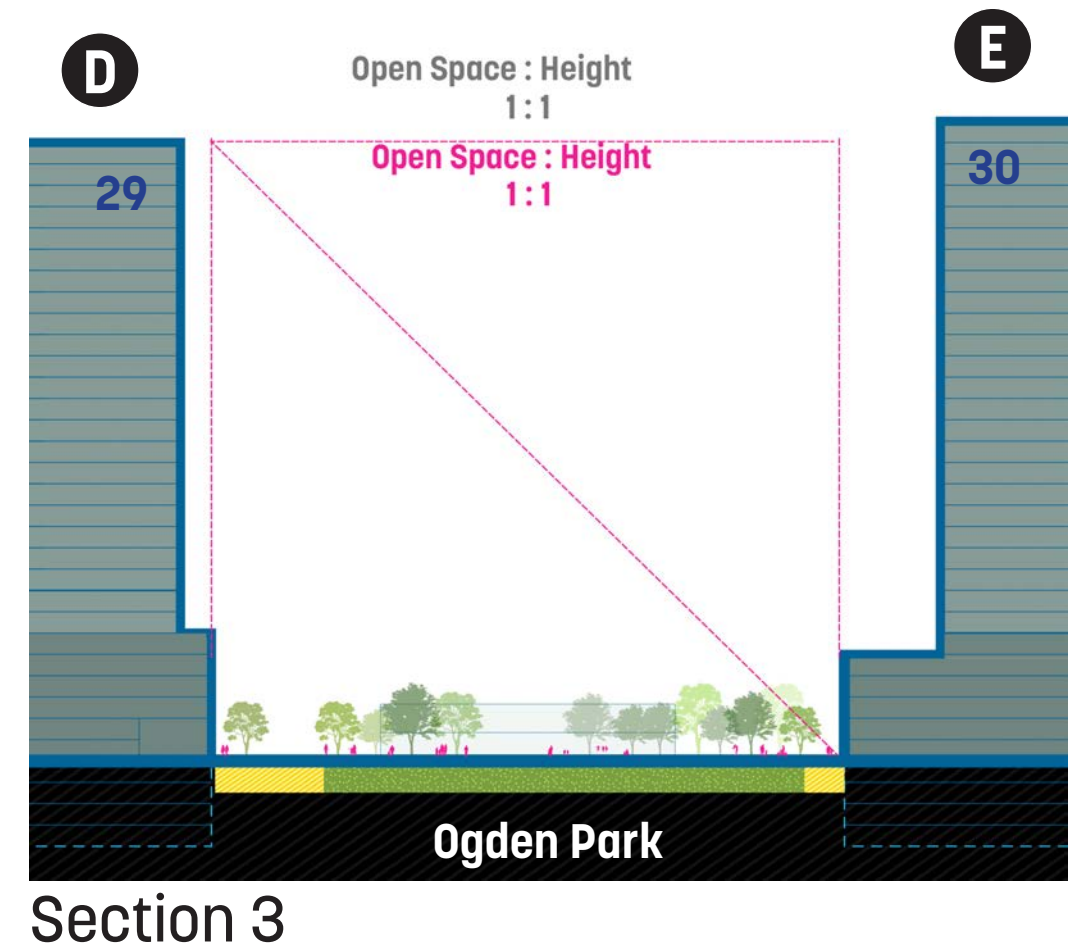 D
E
Open Space : Height
1 : 1
Open Space : Height
1 : 1
29
30
Ogden Park
Section 3